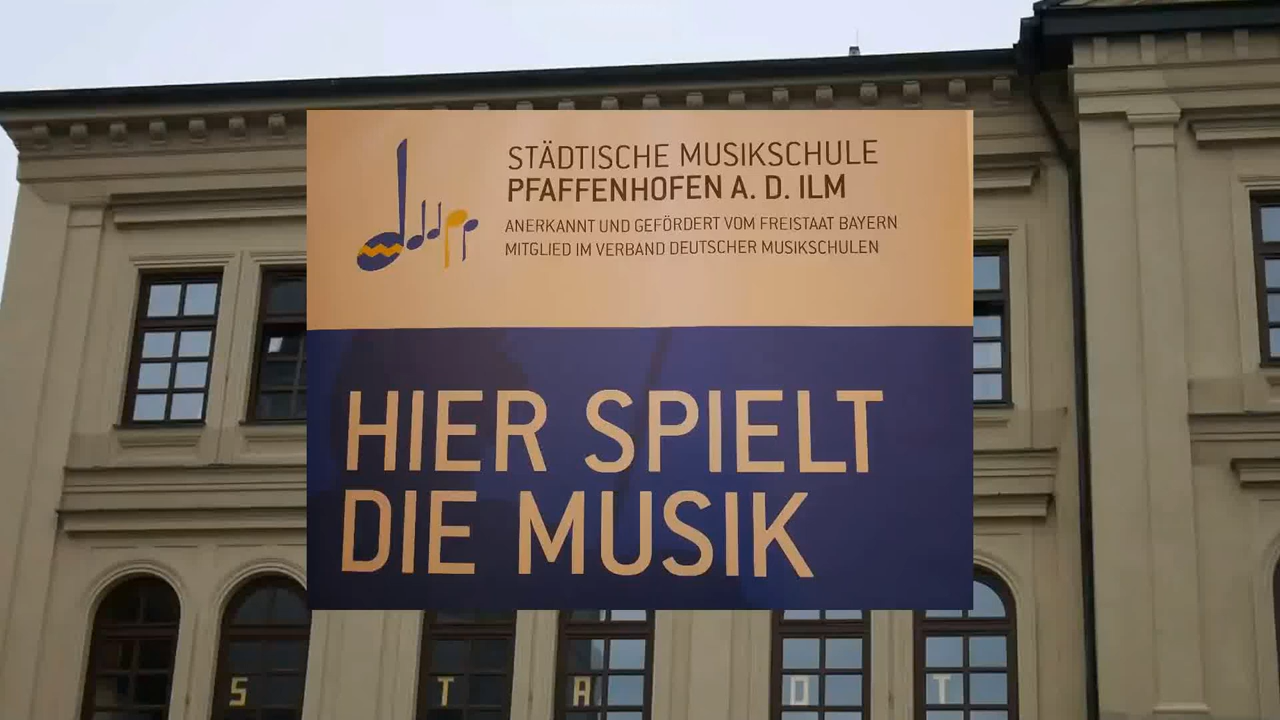 STÄDTISCHE MUSIKSCHULE
PFAFFENHOFEN A. D. ILM
ANERKANNT UND GEFÖRDERT VOM FREISTAAT BAYERN
MITGLIED IM VERBAND DEUTSCHER MUSIKSCHULEN
HIER SPIELT
DIE MUSIK
S T A D T